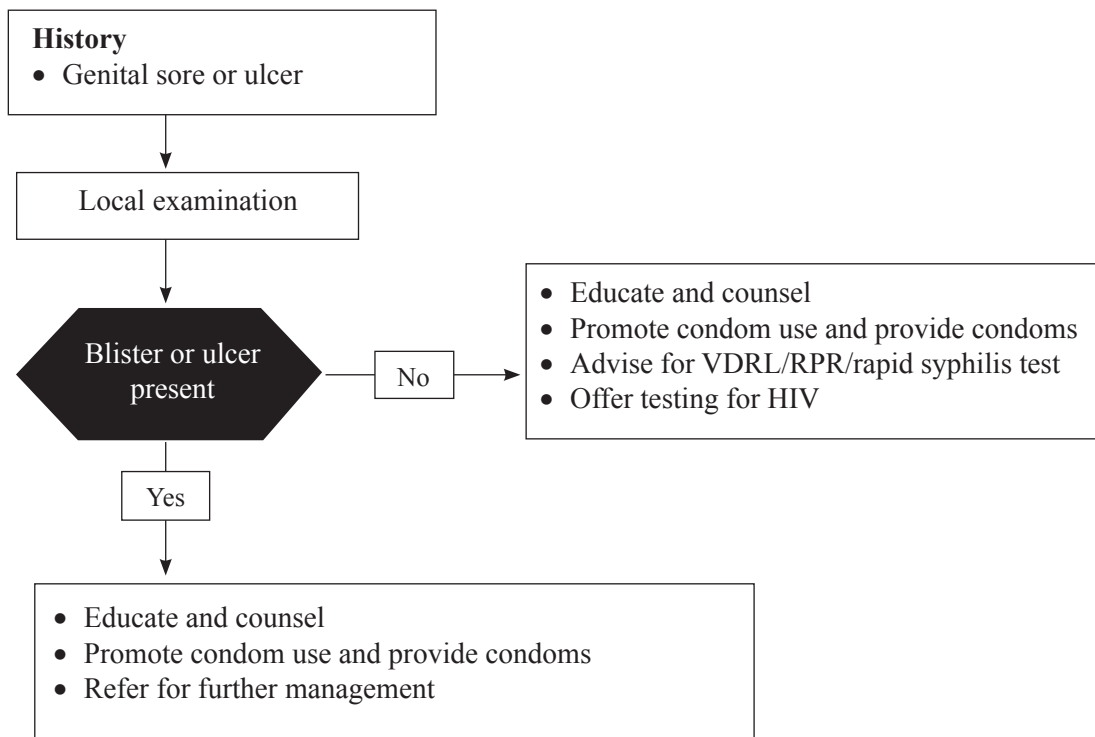 History
• Genital sore or ulcer
Local examination
Blister or ulcer
present
No
• Educate and counsel
• Promote condom use and provide condoms
• Advise for VDRL/RPR/rapid syphilis test
• Offer testing for HIV
Yes
• Educate and counsel
• Promote condom use and provide condoms
• Refer for further management